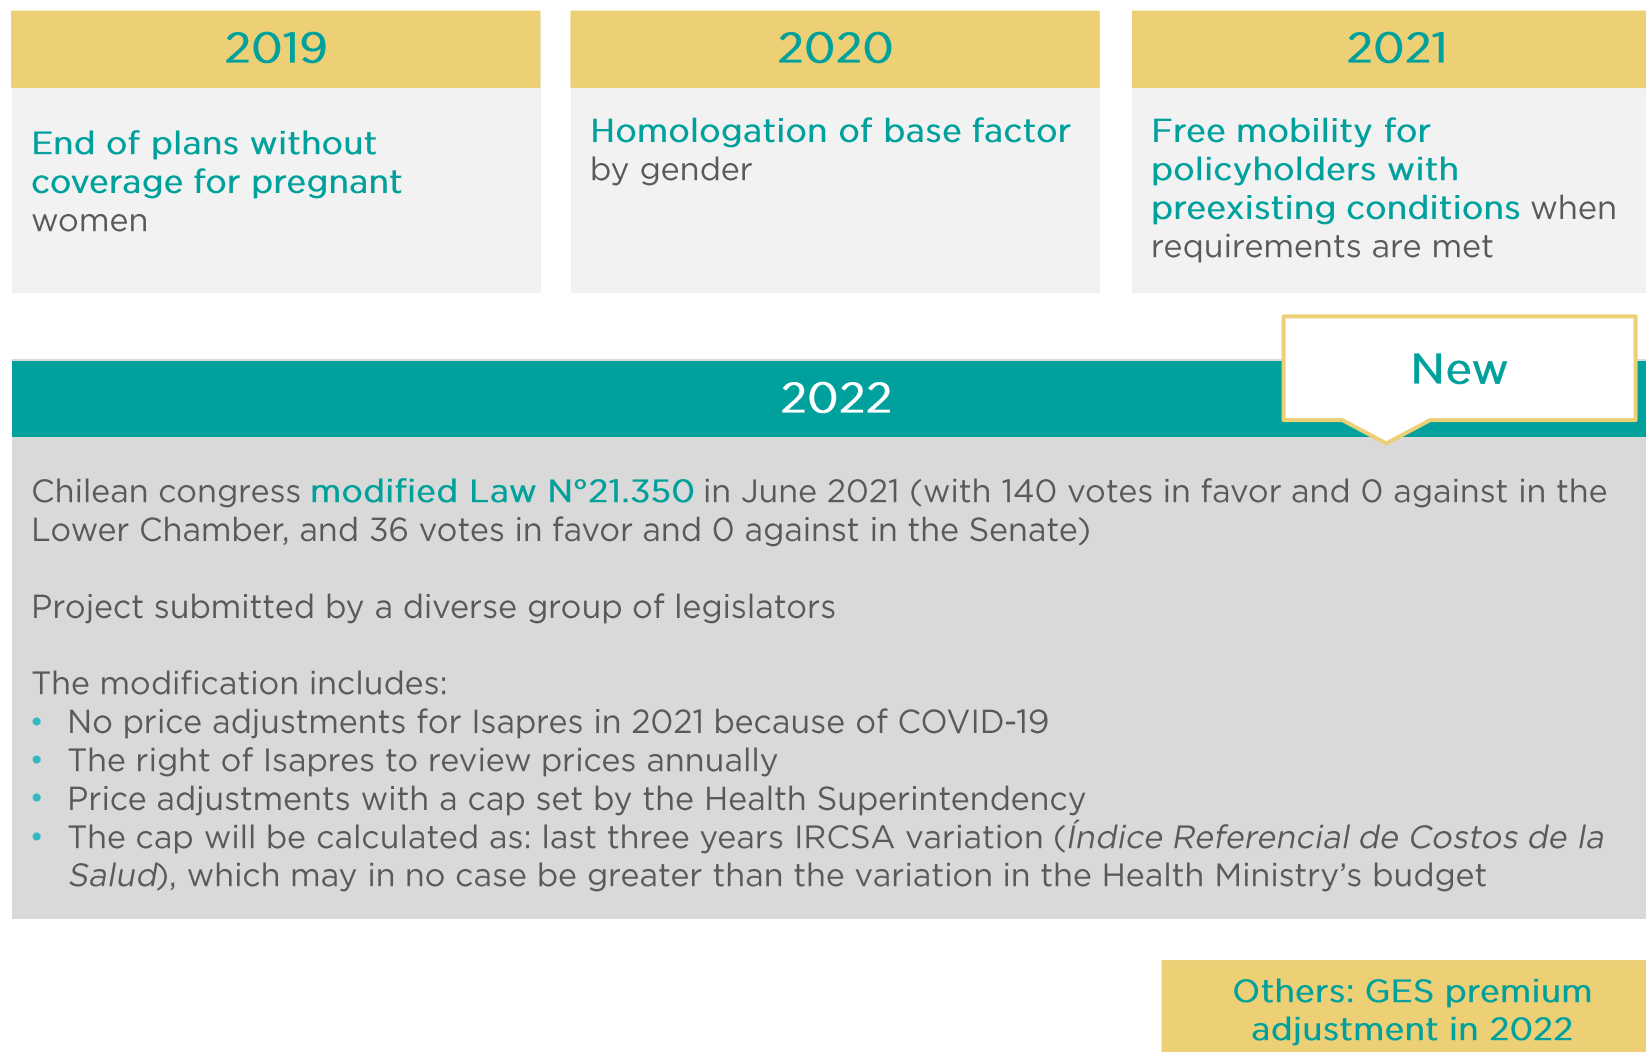 2019
End of plans without
coverage for pregnant
women
2020
Homologation of base factor
by gender
2021
Free mobility for
policyholders with
preexisting conditions when
requirements are met
New
2022
Chilean congress modified Law N°21.350 in June 2021 (with 140 votes in favor and 0 against in the
Lower Chamber, and 36 votes in favor and 0 against in the Senate)
Project submitted by a diverse group of legislators
The modification includes:
• No price adjustments for Isapres in 2021 because of COVID-19
• The right of Isapres to review prices annually
• Price adjustments with a cap set by the Health Superintendency
• The cap will be calculated as: last three years IRCSA variation (Índice Referencial de Costos de la
Salud), which may in no case be greater than the variation in the Health Ministry’s budget
Others: GES premium
adjustment in 2022